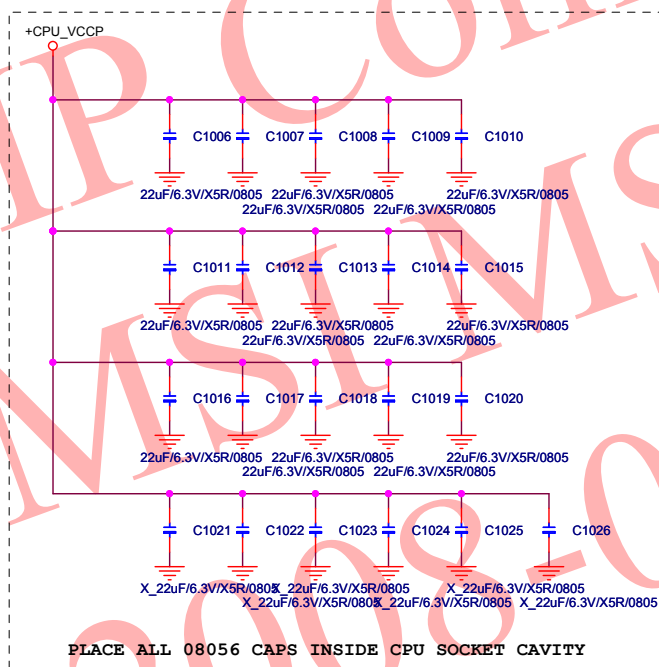 +CPU_VCCP
C1006 C1007 C1008 C1009 C1010
22uF/6.3V/X5R/0805 22uF/6.3V/X5R/0805 22uF/6.3V/X5R/0805
22uF/6.3V/X5R/0805 22uF/6.3V/X5R/0805
C1011 C1012 C1013 C1014 C1015
22uF/6.3V/X5R/0805 22uF/6.3V/X5R/0805 22uF/6.3V/X5R/0805
22uF/6.3V/X5R/0805 22uF/6.3V/X5R/0805
C1016 C1017 C1018 C1019 C1020
22uF/6.3V/X5R/0805 22uF/6.3V/X5R/0805 22uF/6.3V/X5R/0805
22uF/6.3V/X5R/0805 22uF/6.3V/X5R/0805
C1021 C1022 C1023 C1024 C1025 C1026
X_22uF/6.3V/X5R/0805 X_22uF/6.3V/X5R/0805 X_22uF/6.3V/X5R/0805
X_22uF/6.3V/X5R/0805 X_22uF/6.3V/X5R/0805 X_22uF/6.3V/X5R/0805
PLACE ALL 08056 CAPS INSIDE CPU SOCKET CAVITY
MSI MS
2008-0